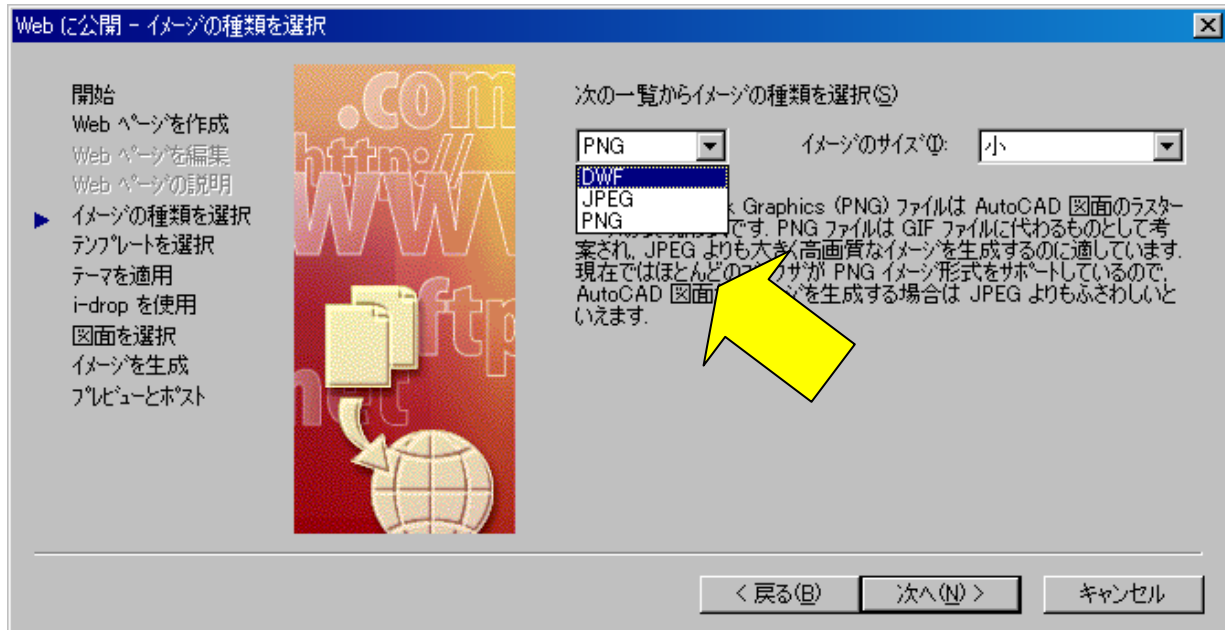 Web に公開 - イメージの種類を選択
開始
Web ページを作成
Web ページを編集
Web ページの説明
イメージの種類を選択
テンプレートを選択
テーマを適用
i-drop を使用
図面を選択
イメージを生成
プレビューとポスト
.com
http://
WWW
ftp
net
次の一覧からイメージの種類を選択(S)
PNG
イメージのサイズ(I):
小
DWF
JPEG
PNG
Graphics (PNG) ファイルは AutoCAD 図面のラスター
です. PNG ファイルは GIF ファイルに代わるものとして考
案され, JPEG よりも大きく高画質なイメージを生成するのに適しています.
現在ではほとんどの が PNG イメージ形式をサポートしているので,
AutoCAD 図面 を生成する場合は JPEG よりもふさわしいと
いえます.
< 戻る(B)
次へ(N) >
キャンセル